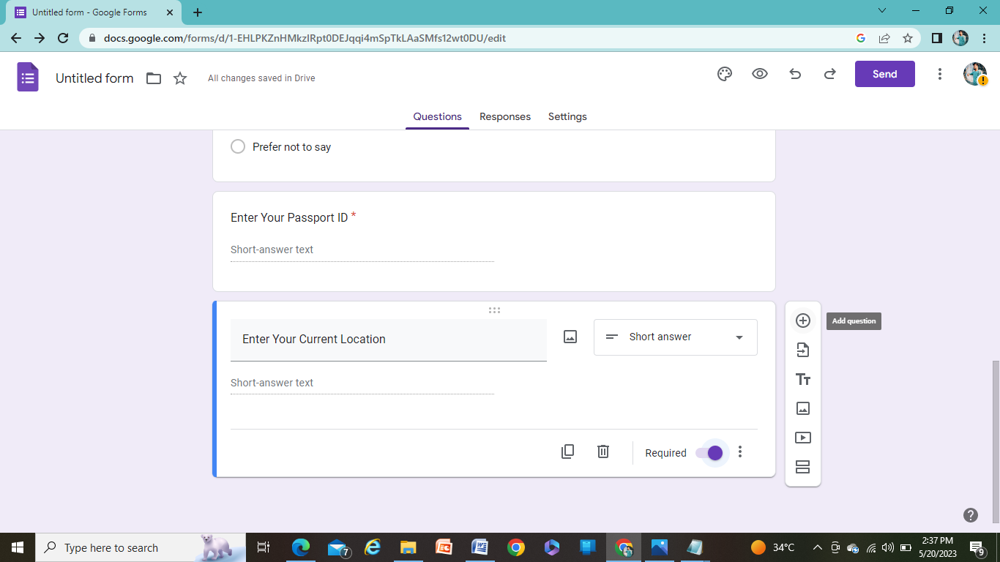 Untitled form - Google Forms
docs.google.com/forms/d/1-EHLPKZnHMkzIRpt0DEJqqi4mSpTkLAaSMfs12wt0DU/edit
Untitled form
All changes saved in Drive
Send
Questions Responses Settings
Prefer not to say
Enter Your Passport ID *
Short-answer text
Enter Your Current Location
Short answer
Add question
Short-answer text
Required
Type here to search
7
34°C
2:37 PM
5/20/2023
9